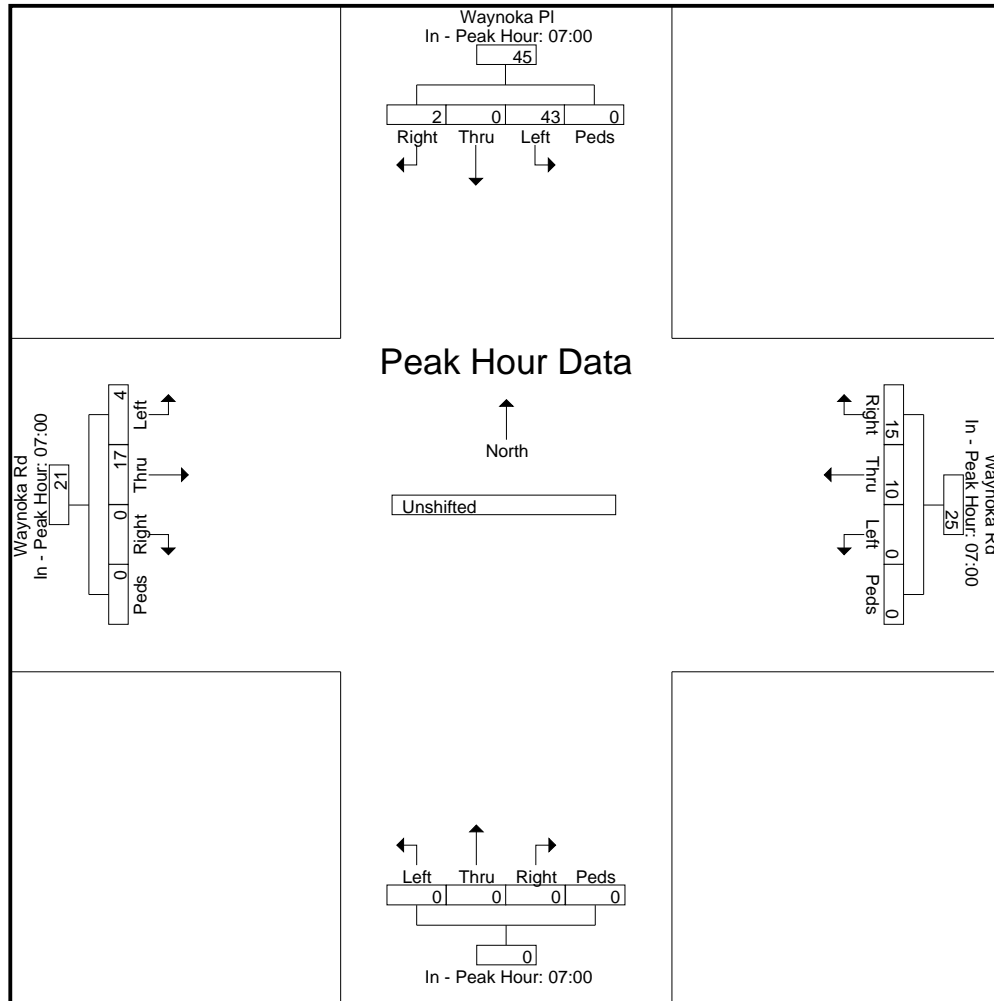 Waynoka Pl
In - Peak Hour: 07:00
45
2 0 43 0
Right Thru Left Peds
Peak Hour Data
North
Unshifted
Waynoka Rd
In - Peak Hour: 07:00
21
4 17 0 0
Left Thru Right Peds
Waynoka Rd
In - Peak Hour: 07:00
25
15 10 0 0
Right Thru Left Peds
Left Thru Right Peds
0 0 0 0
0
In - Peak Hour: 07:00